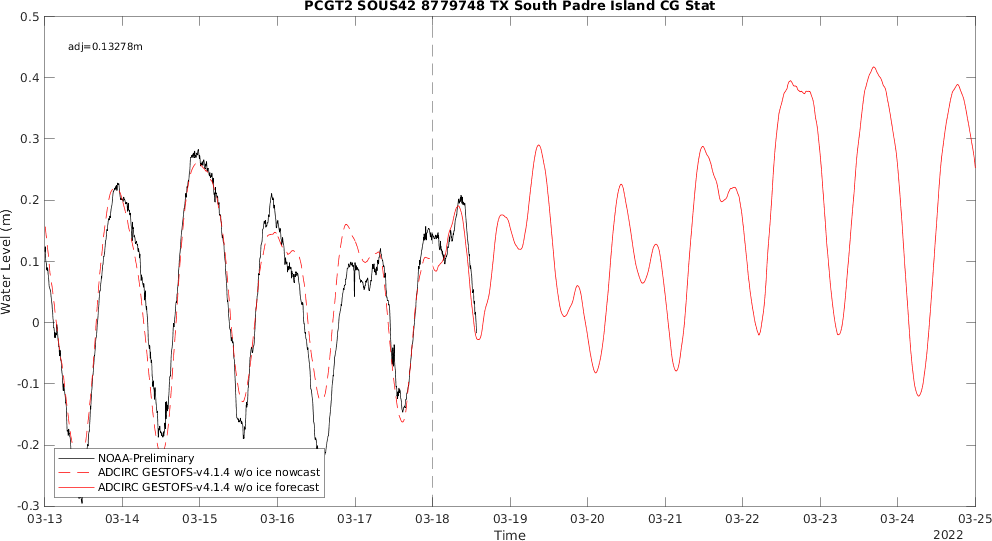 PCGT2 SOUS42 8779748 TX South Padre Island CG Stat
adj=0.13278m
Water Level (m)
0.5
0.4
0.3
0.2
0.1
0
-0.1
-0.2
-0.3
NOAA-Preliminary
ADCIRC GESTOFS-v4.1.4 w/o ice nowcast
ADCIRC GESTOFS-v4.1.4 w/o ice forecast
03-13 03-14 03-15 03-16 03-17 03-18 03-19 03-20 03-21 03-22 03-23 03-24 03-25
Time
2022